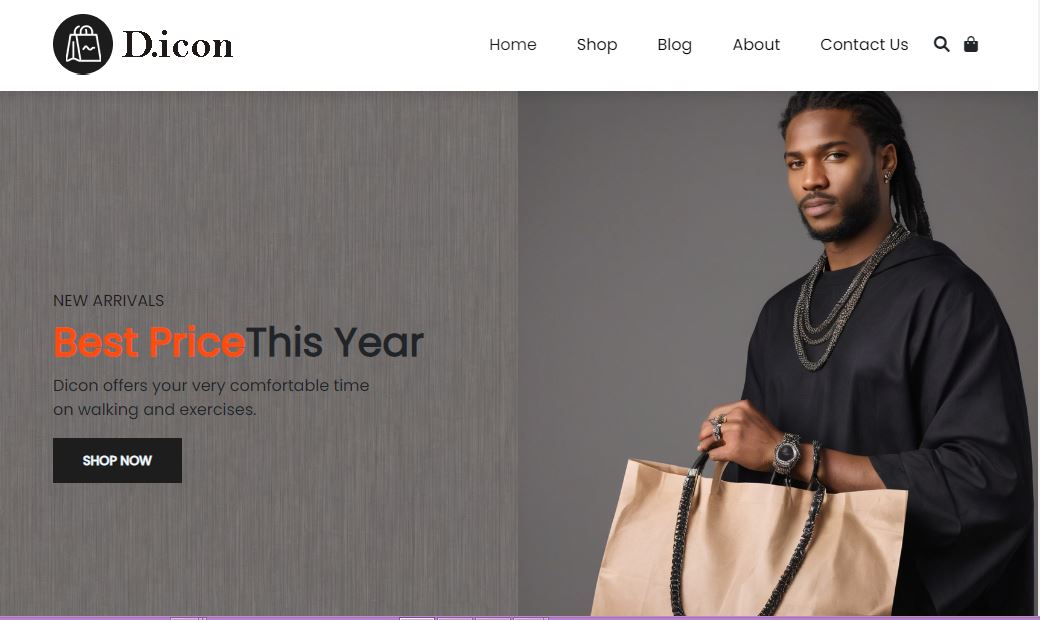 D.icon
Home Shop Blog About Contact Us
NEW ARRIVALS
Best PriceThis Year
Dicon offers your very comfortable time
on walking and exercises.
SHOP NOW